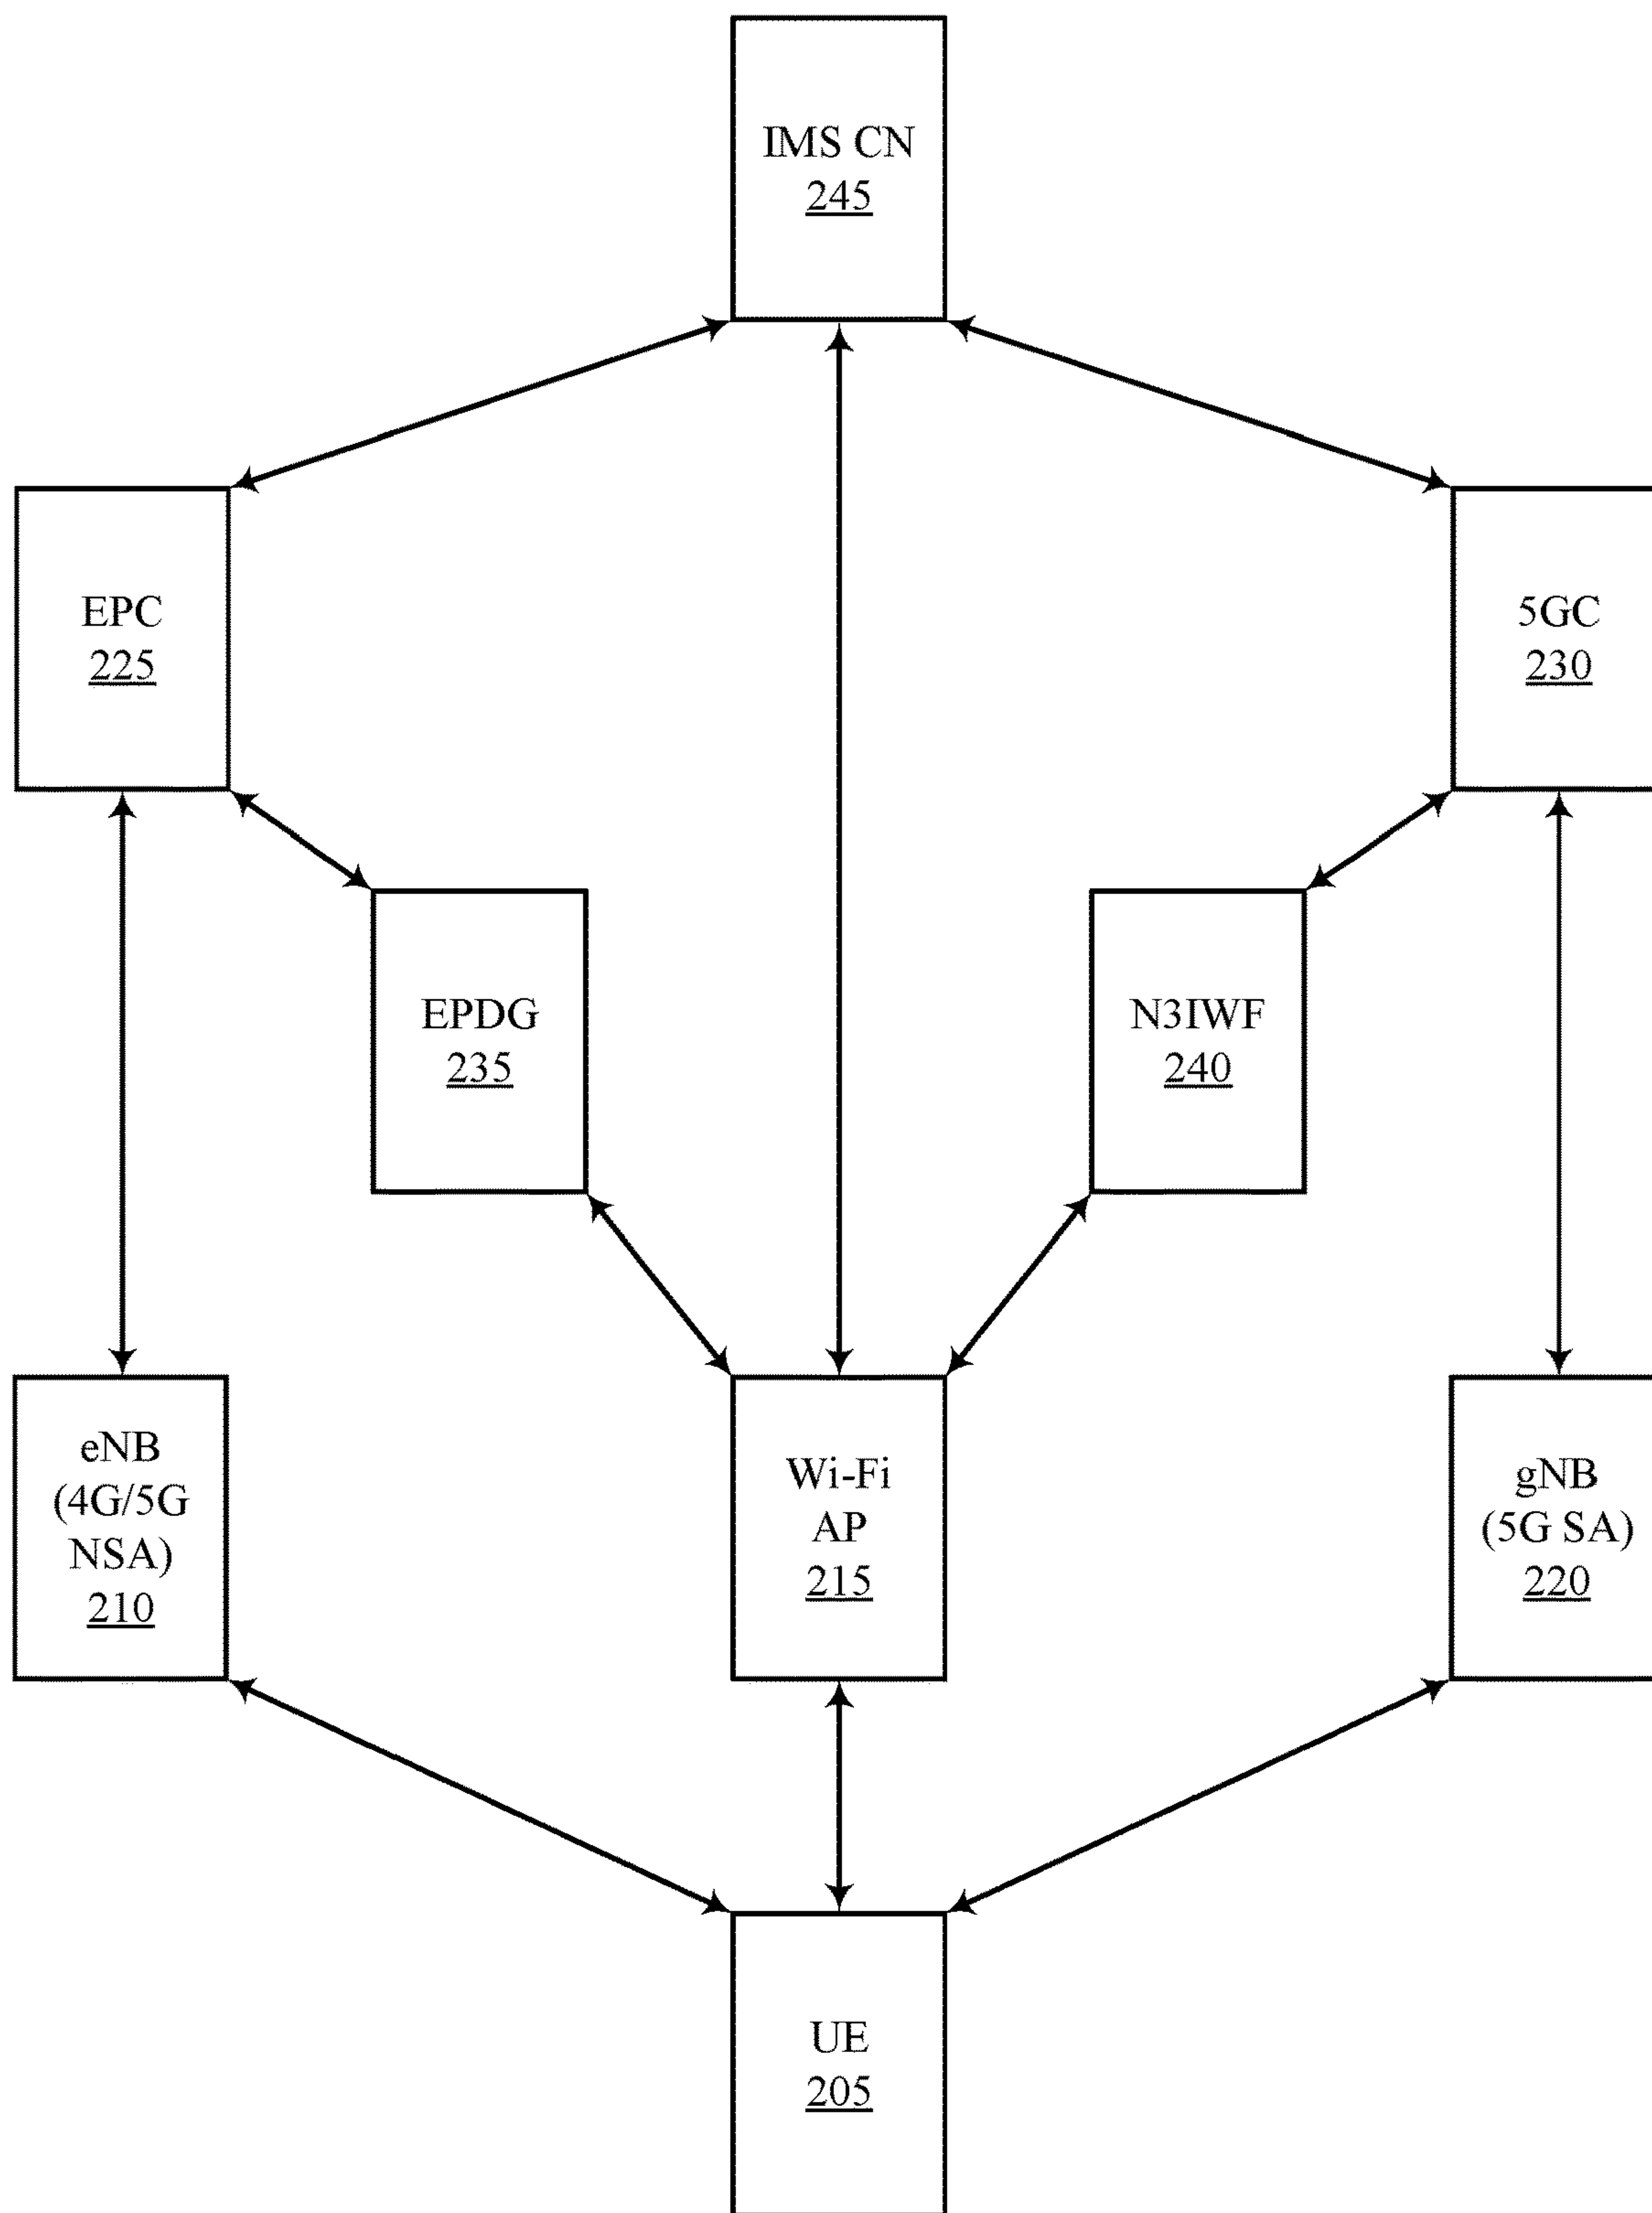 IMS CN
245
EPC
225
5GC
230
EPDG
235
N3IWF
240
eNB
(4G/5G
NSA)
210
Wi-Fi
AP
215
gNB
(5G SA)
220
UE
205